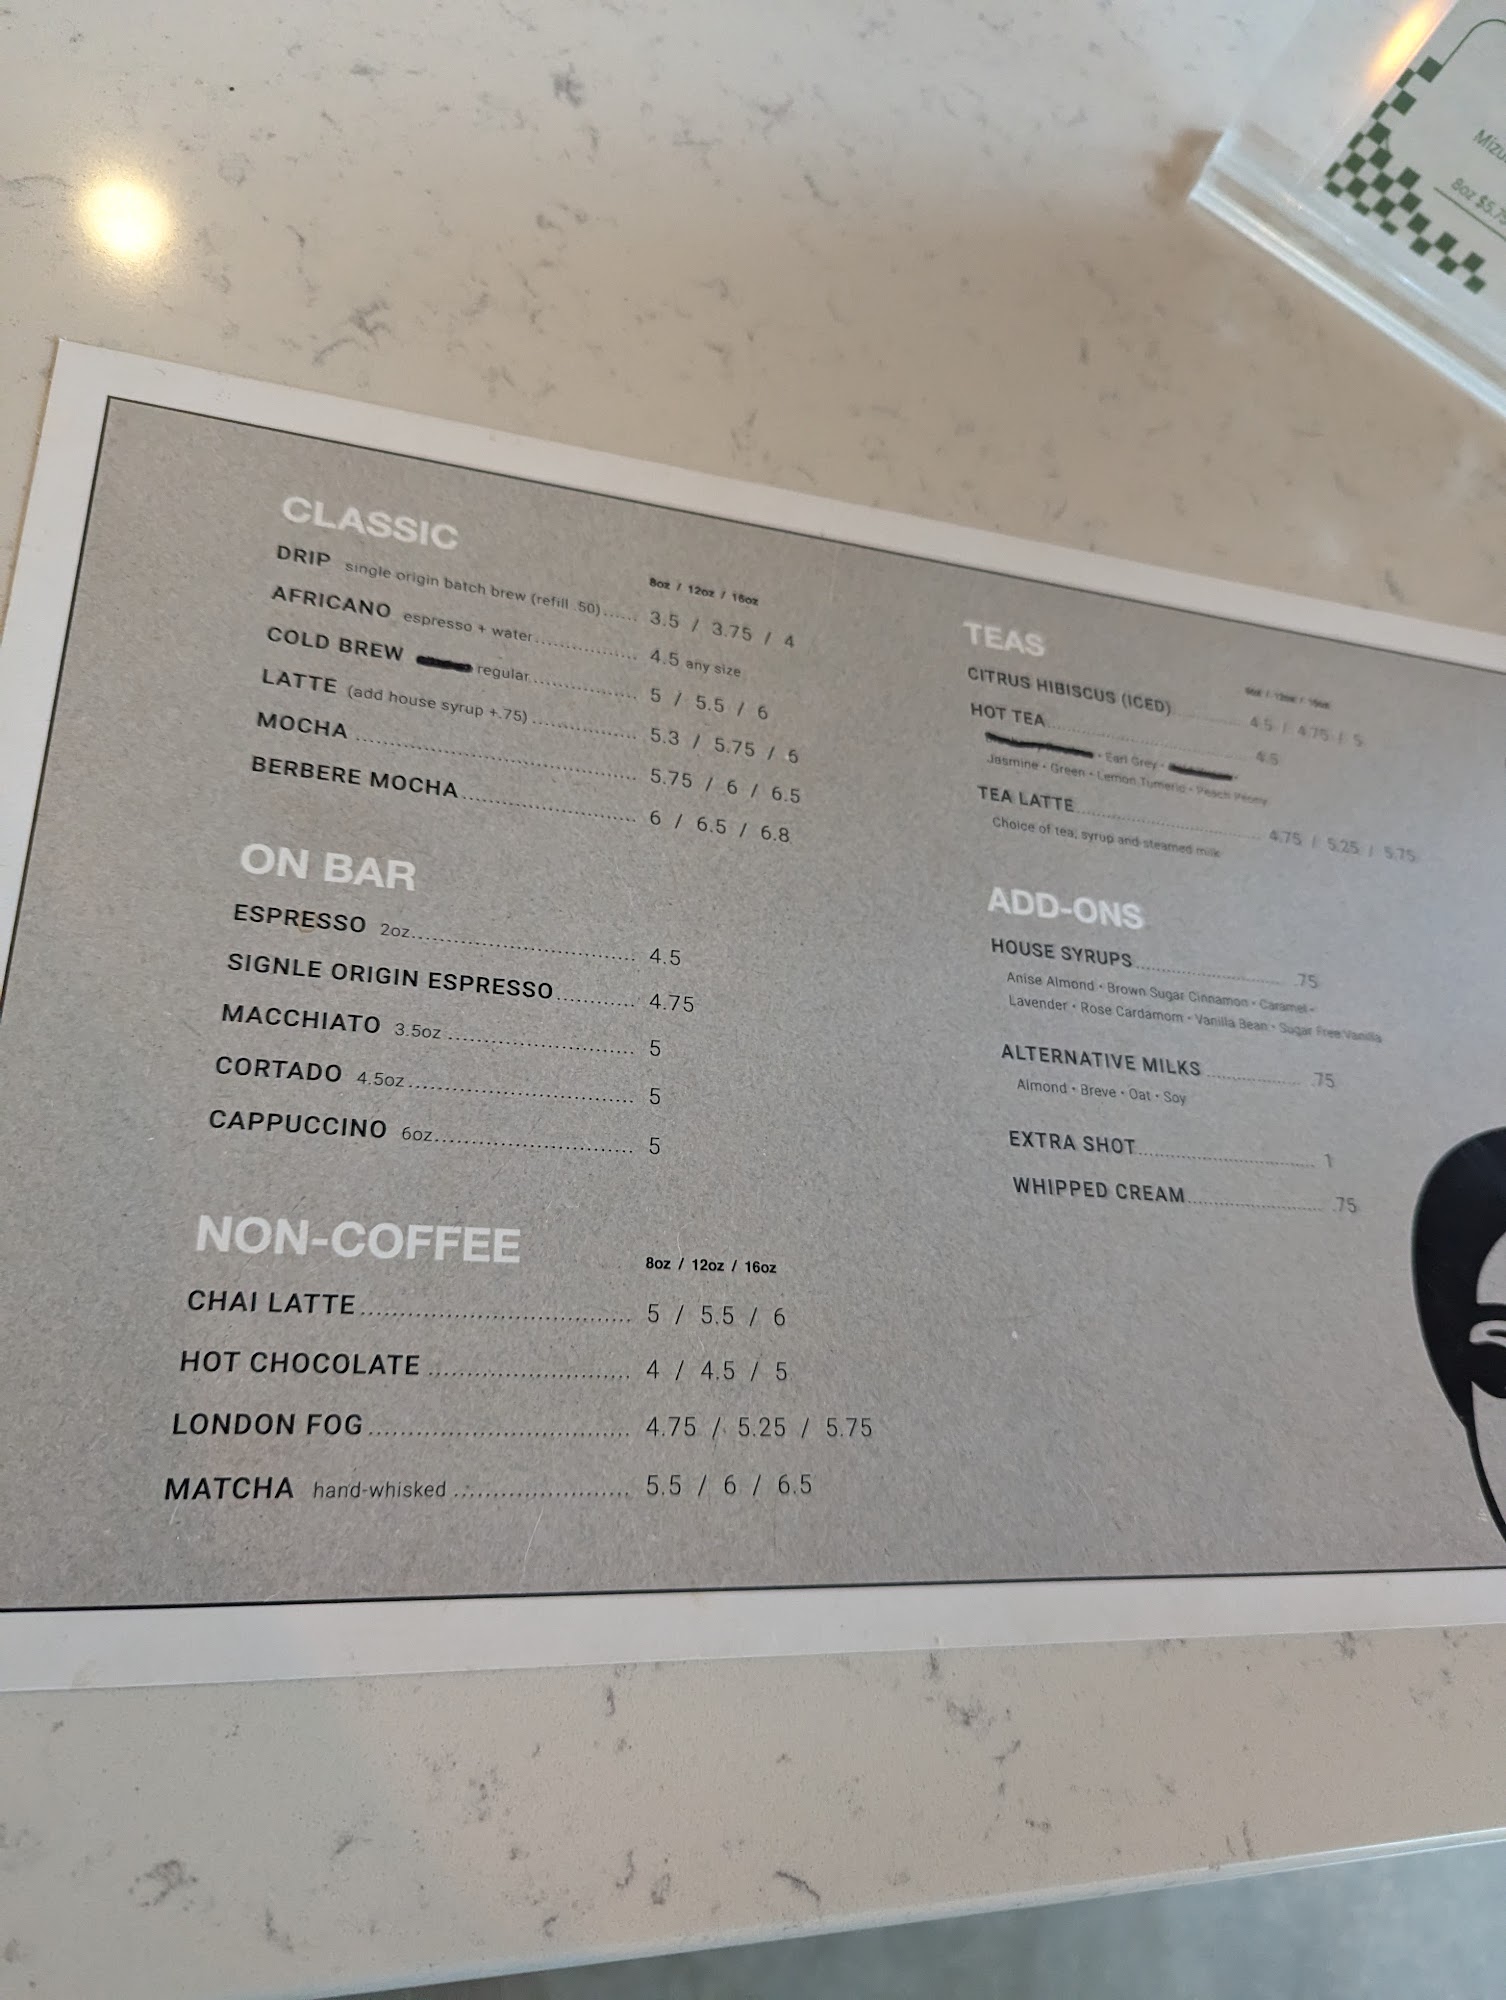 CLASSIC
8oz / 12oz / 16oz
DRIP single origin batch brew (refill .50)...... 3.5 / 3.75 / 4
AFRICANO espresso + water.................... 4.5 any size
COLD BREW regular.................... 5 / 5.5 / 6
LATTE (add house syrup +.75).................... 5.3 / 5.75 / 6
MOCHA.................... 5.75 / 6 / 6.5
BERBERE MOCHA.................... 6 / 6.5 / 6.8
ON BAR
ESPRESSO 2oz.................... 4.5
SIGNLE ORIGIN ESPRESSO............ 4.75
MACCHIATO 3.5oz.................... 5
CORTADO 4.5oz.................... 5
CAPPUCCINO 6oz.................... 5
NON-COFFEE
8oz / 12oz / 16oz
CHAI LATTE.................... 5 / 5.5 / 6
HOT CHOCOLATE.................... 4 / 4.5 / 5
LONDON FOG.................... 4.75 / 5.25 / 5.75
MATCHA hand-whisked.................... 5.5 / 6 / 6.5
TEAS
8oz / 12oz / 16oz
CITRUS HIBISCUS (ICED)............ 4.5 / 4.75 / 5
HOT TEA.................... 4.5
• Earl Grey • •
Jasmine • Green • Lemon Tumeric • Peach Peony
TEA LATTE.................... 4.75 / 5.25 / 5.75
Choice of tea, syrup and steamed milk
ADD-ONS
HOUSE SYRUPS.................... .75
Anise Almond • Brown Sugar Cinnamon • Caramel •
Lavender • Rose Cardamom • Vanilla Bean • Sugar Free Vanilla
ALTERNATIVE MILKS............ .75
Almond • Breve • Oat • Soy
EXTRA SHOT.................... 1
WHIPPED CREAM.................... .75
Mizu
8oz $5.75